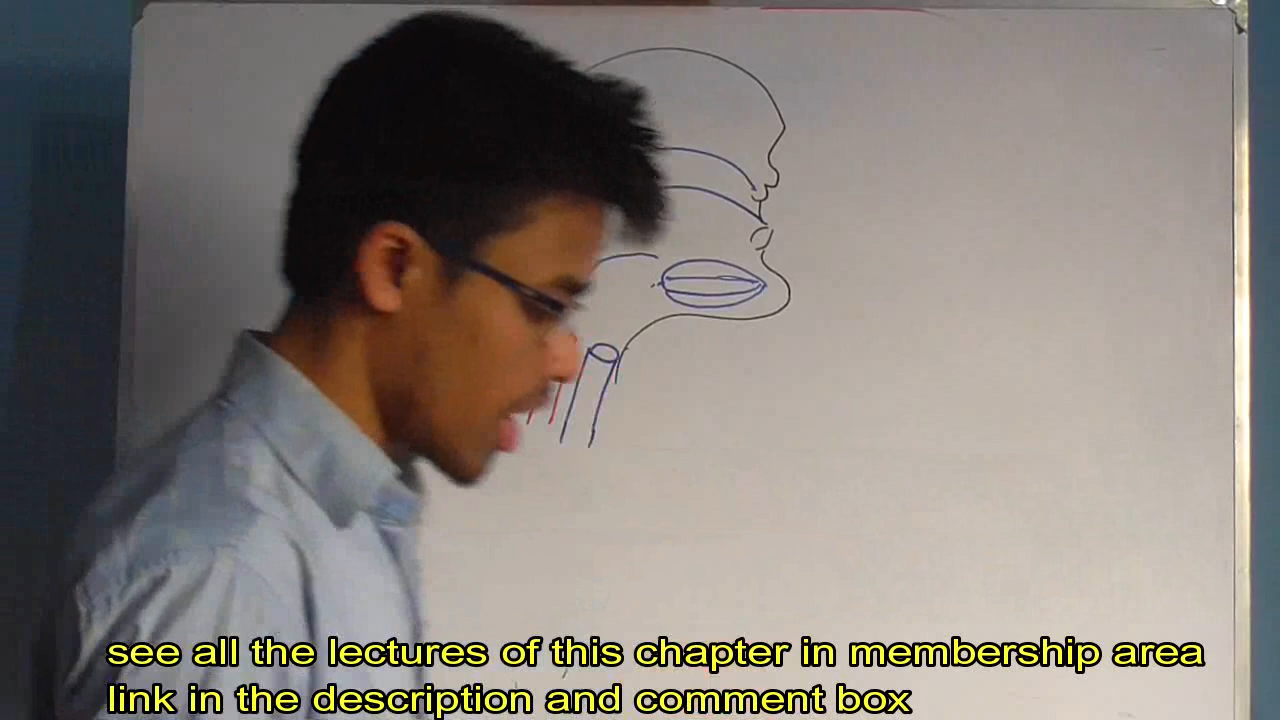 see all the lectures of this chapter in membership area
link in the description and comment box